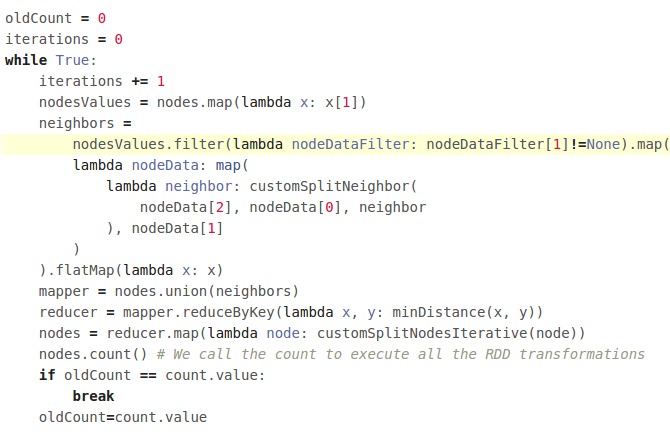 oldCount = 0
iterations = 0
while True:
    iterations += 1
    nodesValues = nodes.map(lambda x: x[1])
    neighbors =
        nodesValues.filter(lambda nodeDataFilter: nodeDataFilter[1]!=None).map(
        lambda nodeData: map(
            lambda neighbor: customSplitNeighbor(
                nodeData[2], nodeData[0], neighbor
            ), nodeData[1]
        )
    ).flatMap(lambda x: x)
    mapper = nodes.union(neighbors)
    reducer = mapper.reduceByKey(lambda x, y: minDistance(x, y))
    nodes = reducer.map(lambda node: customSplitNodesIterative(node))
    nodes.count() # We call the count to execute all the RDD transformations
    if oldCount == count.value:
        break
    oldCount=count.value